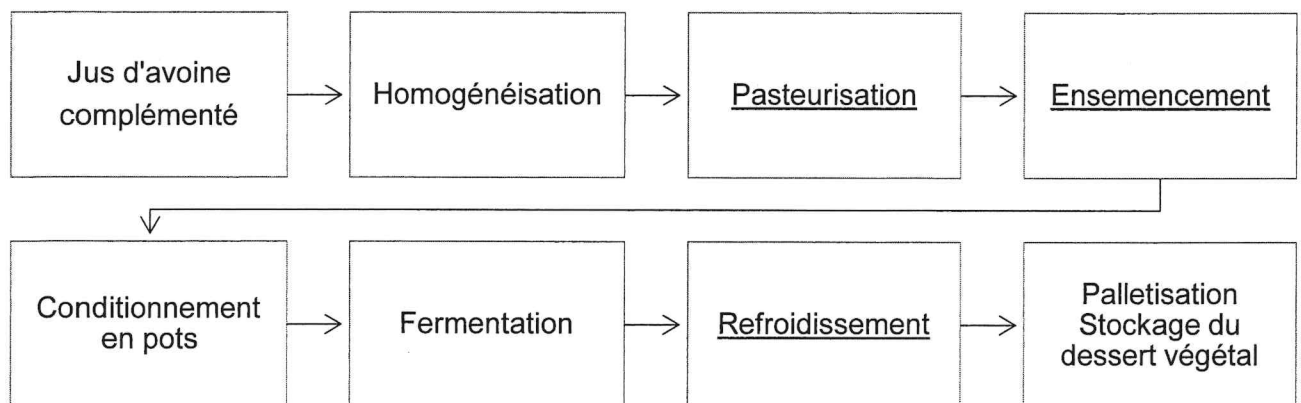 Jus d'avoine
complémenté
Homogénéisation
Pasteurisation
Ensemencement
Conditionnement
en pots
Fermentation
Refroidissement
Palletisation
Stockage du
dessert végétal